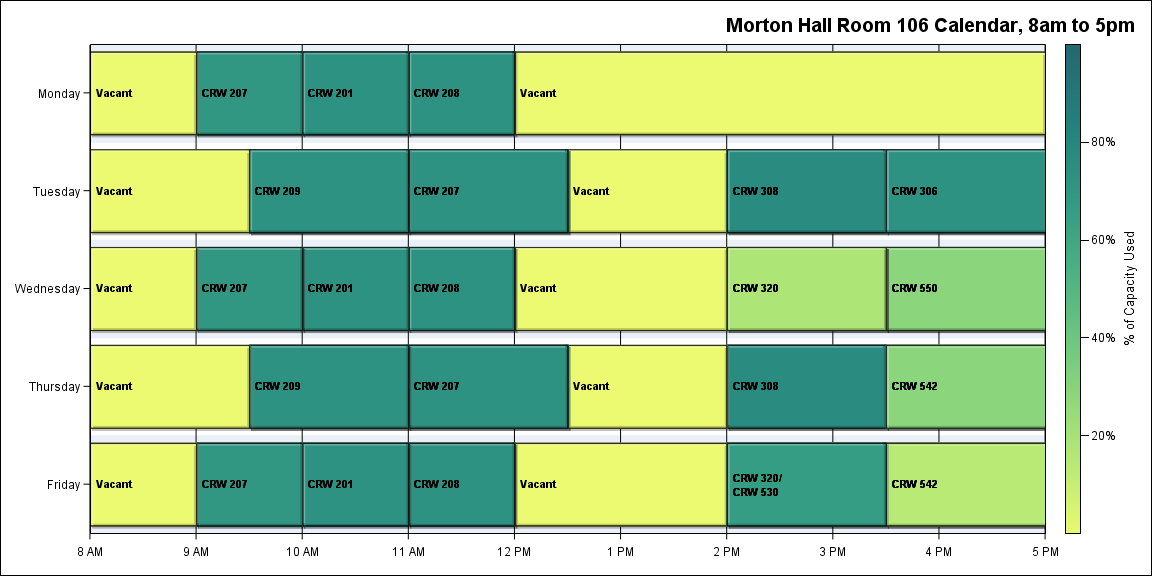 Morton Hall Room 106 Calendar, 8am to 5pm
Monday
Vacant
CRW 207
CRW 201
CRW 208
Vacant
Tuesday
Vacant
CRW 209
CRW 207
Vacant
CRW 308
CRW 306
Wednesday
Vacant
CRW 207
CRW 201
CRW 208
Vacant
CRW 320
CRW 550
Thursday
Vacant
CRW 209
CRW 207
Vacant
CRW 308
CRW 542
Friday
Vacant
CRW 207
CRW 201
CRW 208
Vacant
CRW 320/
CRW 530
CRW 542
8 AM
9 AM
10 AM
11 AM
12 PM
1 PM
2 PM
3 PM
4 PM
5 PM
80%
60%
40%
20%
% of Capacity Used